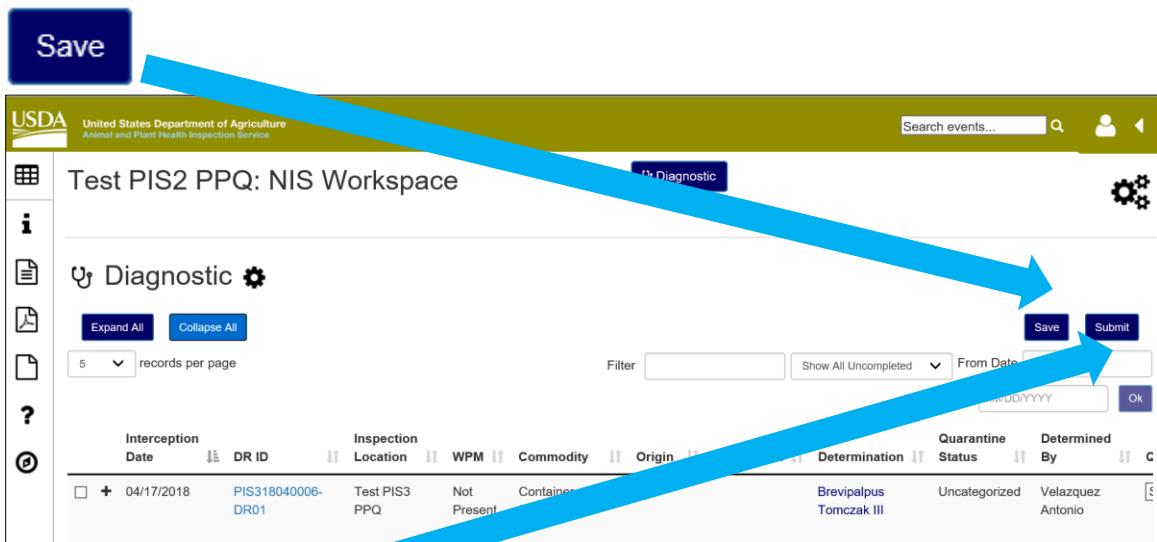 Save
USDA United States Department of Agriculture
Animal and Plant Health Inspection Service
Search events...
Test PIS2 PPQ: NIS Workspace
Diagnostic
Diagnostic
Expand All Collapse All
Save Submit
5 records per page
Filter Show All Uncompleted From Date
DD/YYYY Ok
Interception Date DR ID Inspection Location WPM Commodity Origin Determination Quarantine Status Determined By
04/17/2018 PIS318040006-DR01 Test PIS3 PPQ Not Present Container Brevipalpus Tomczak III Uncategorized Velazquez Antonio